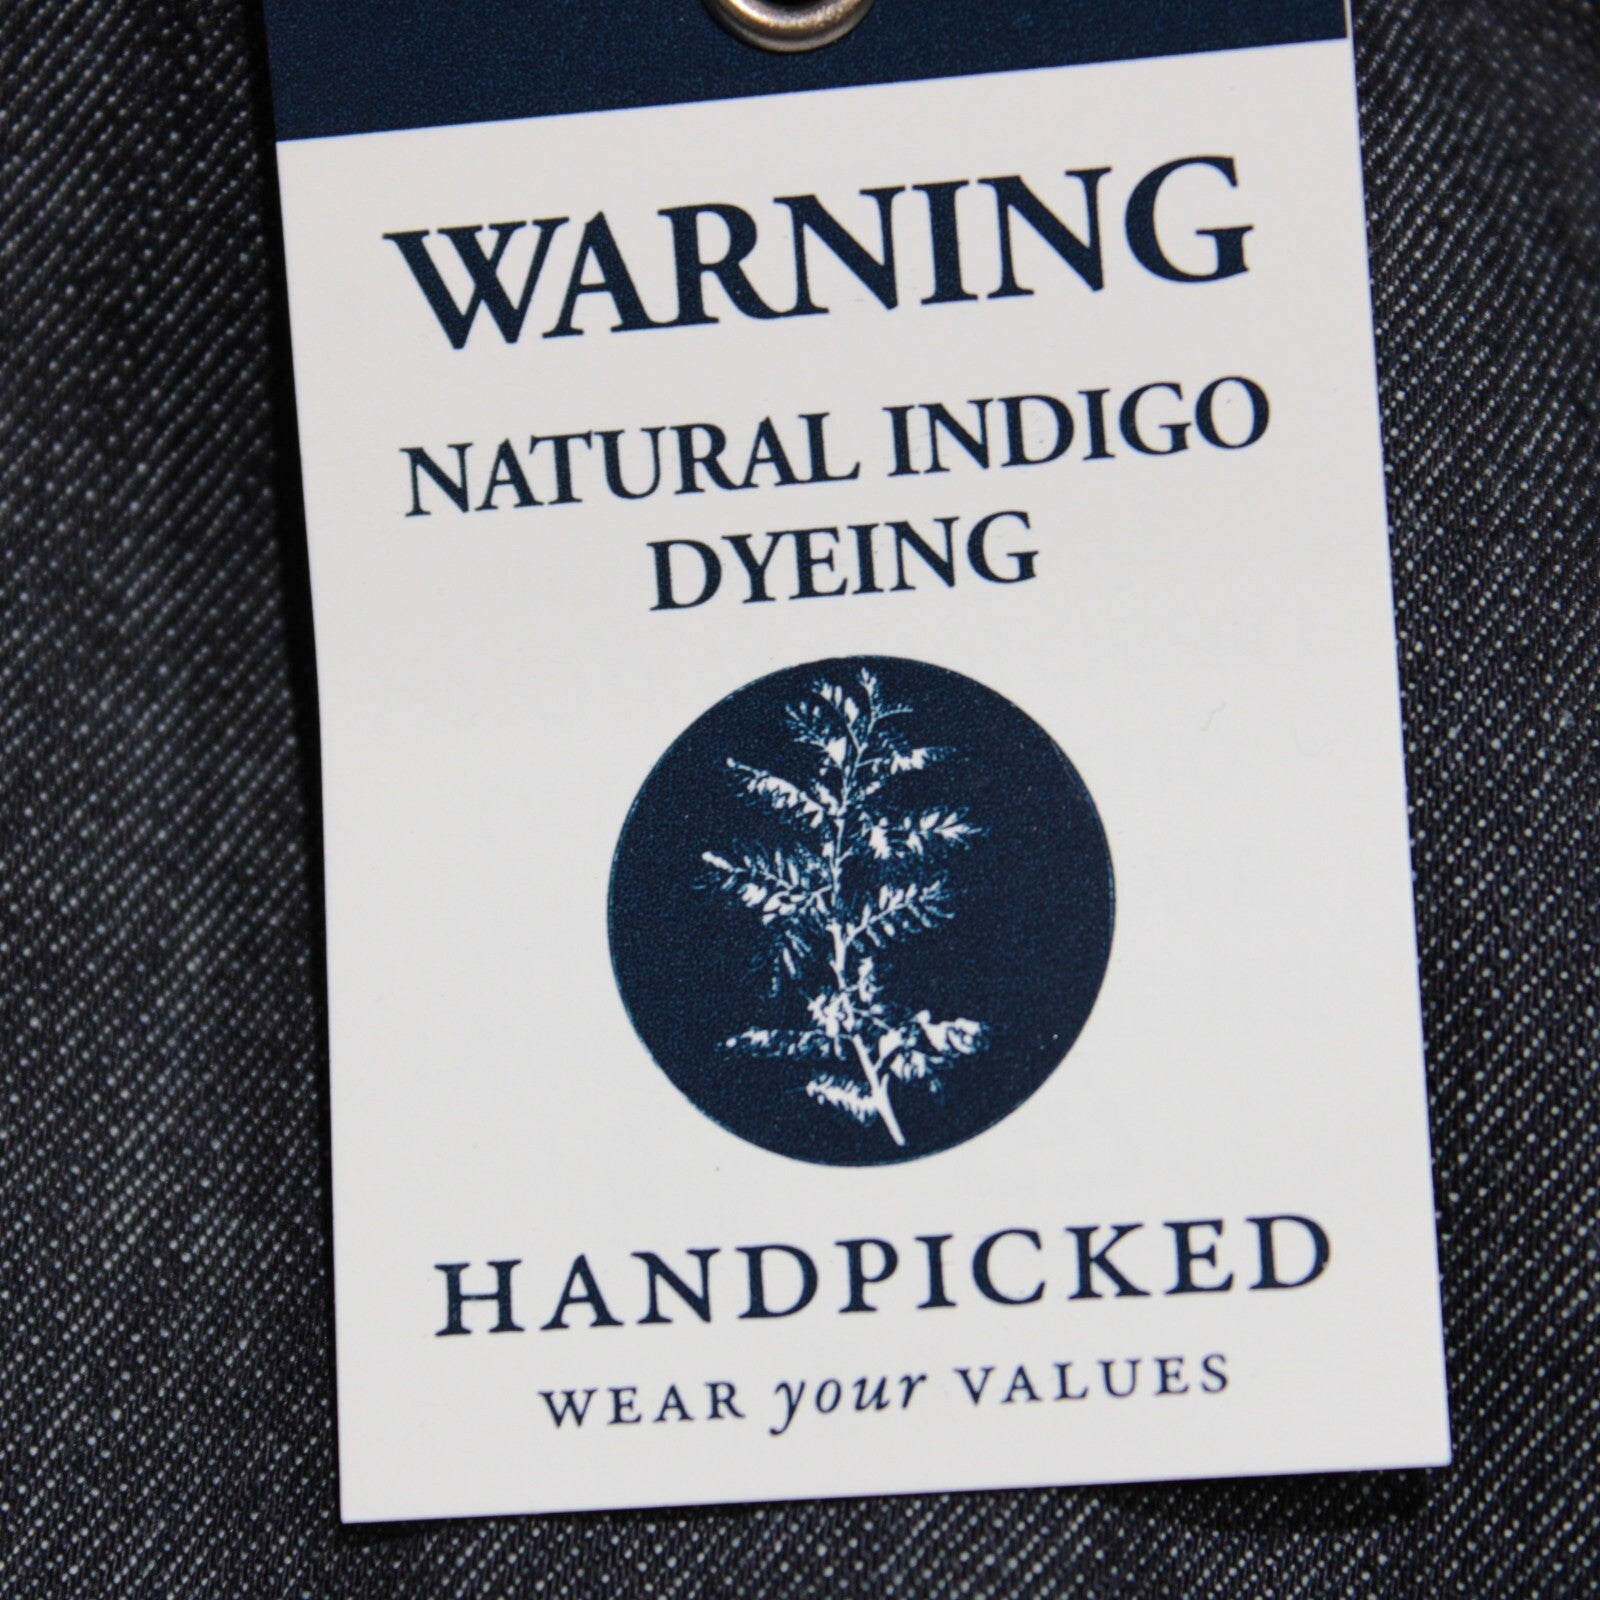 WARNING
NATURAL INDIGO
DYEING
HANDPICKED
WEAR your VALUES